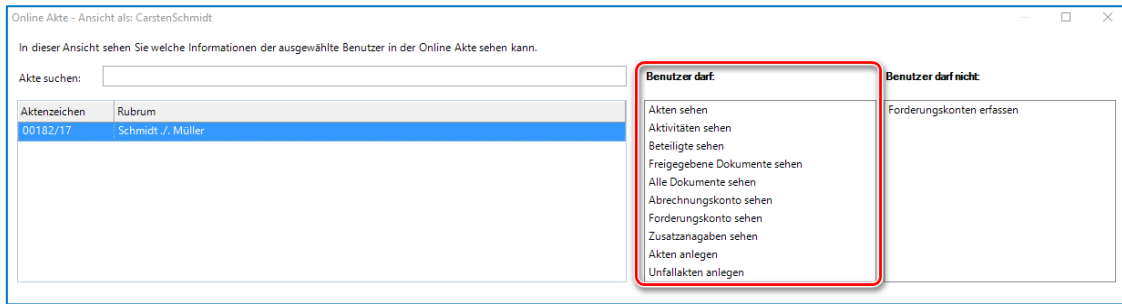 Online Akte - Ansicht als: CarstenSchmidt
In dieser Ansicht sehen Sie welche Informationen der ausgewählte Benutzer in der Online Akte sehen kann.
Akte suchen:
Aktenzeichen Rubrum
00182/17 Schmidt ./. Müller
Benutzer darf:
Akten sehen
Aktivitäten sehen
Beteiligte sehen
Freigegebene Dokumente sehen
Alle Dokumente sehen
Abrechnungskonto sehen
Forderungskonto sehen
Zusatzanagaben sehen
Akten anlegen
Unfallakten anlegen
Benutzer darf nicht:
Forderungskonten erfassen